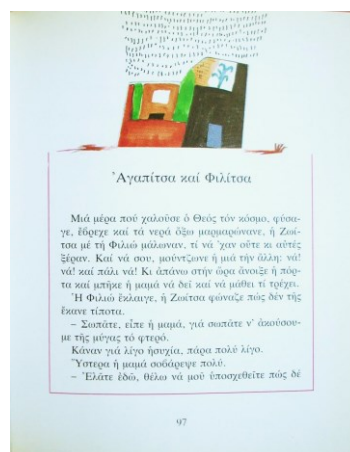 Ἀγαπίτσα καί Φιλίτσα
Μιά μέρα πού χαλοῦσε ὁ Θεός τόν κόσμο, φύσα-
γε, ἔβρεχε καί τά νερά ὄξω μαρμαρώνανε, ἡ Ζωί-
τσα μέ τή Φιλιώ μάλωναν, τί νά ’χαν οὔτε κι αὐτές
ξέραν. Καί νά σου, μούντζωνε ἡ μιά τήν ἄλλη: νά!
νά! καί πάλι νά! Κι ἀπάνω στήν ὥρα ἄνοιξε ἡ πόρ-
τα καί μπῆκε ἡ μαμά νά δεῖ καί νά μάθει τί τρέχει.
Ἡ Φιλιώ ἔκλαιγε, ἡ Ζωίτσα φώναζε πώς δέν τῆς
ἔκανε τίποτα.
– Σωπᾶτε, εἶπε ἡ μαμά, γιά σωπᾶτε ν’ ἀκούσου-
με τῆς μύγας τό φτερό.
Κάναν γιά λίγο ἡσυχία, πάρα πολύ λίγο.
Ὕστερα ἡ μαμά σοβάρεψε πολύ.
– Ἐλᾶτε ἐδῶ, θέλω νά μοῦ ὑποσχεθεῖτε πώς δέ
97